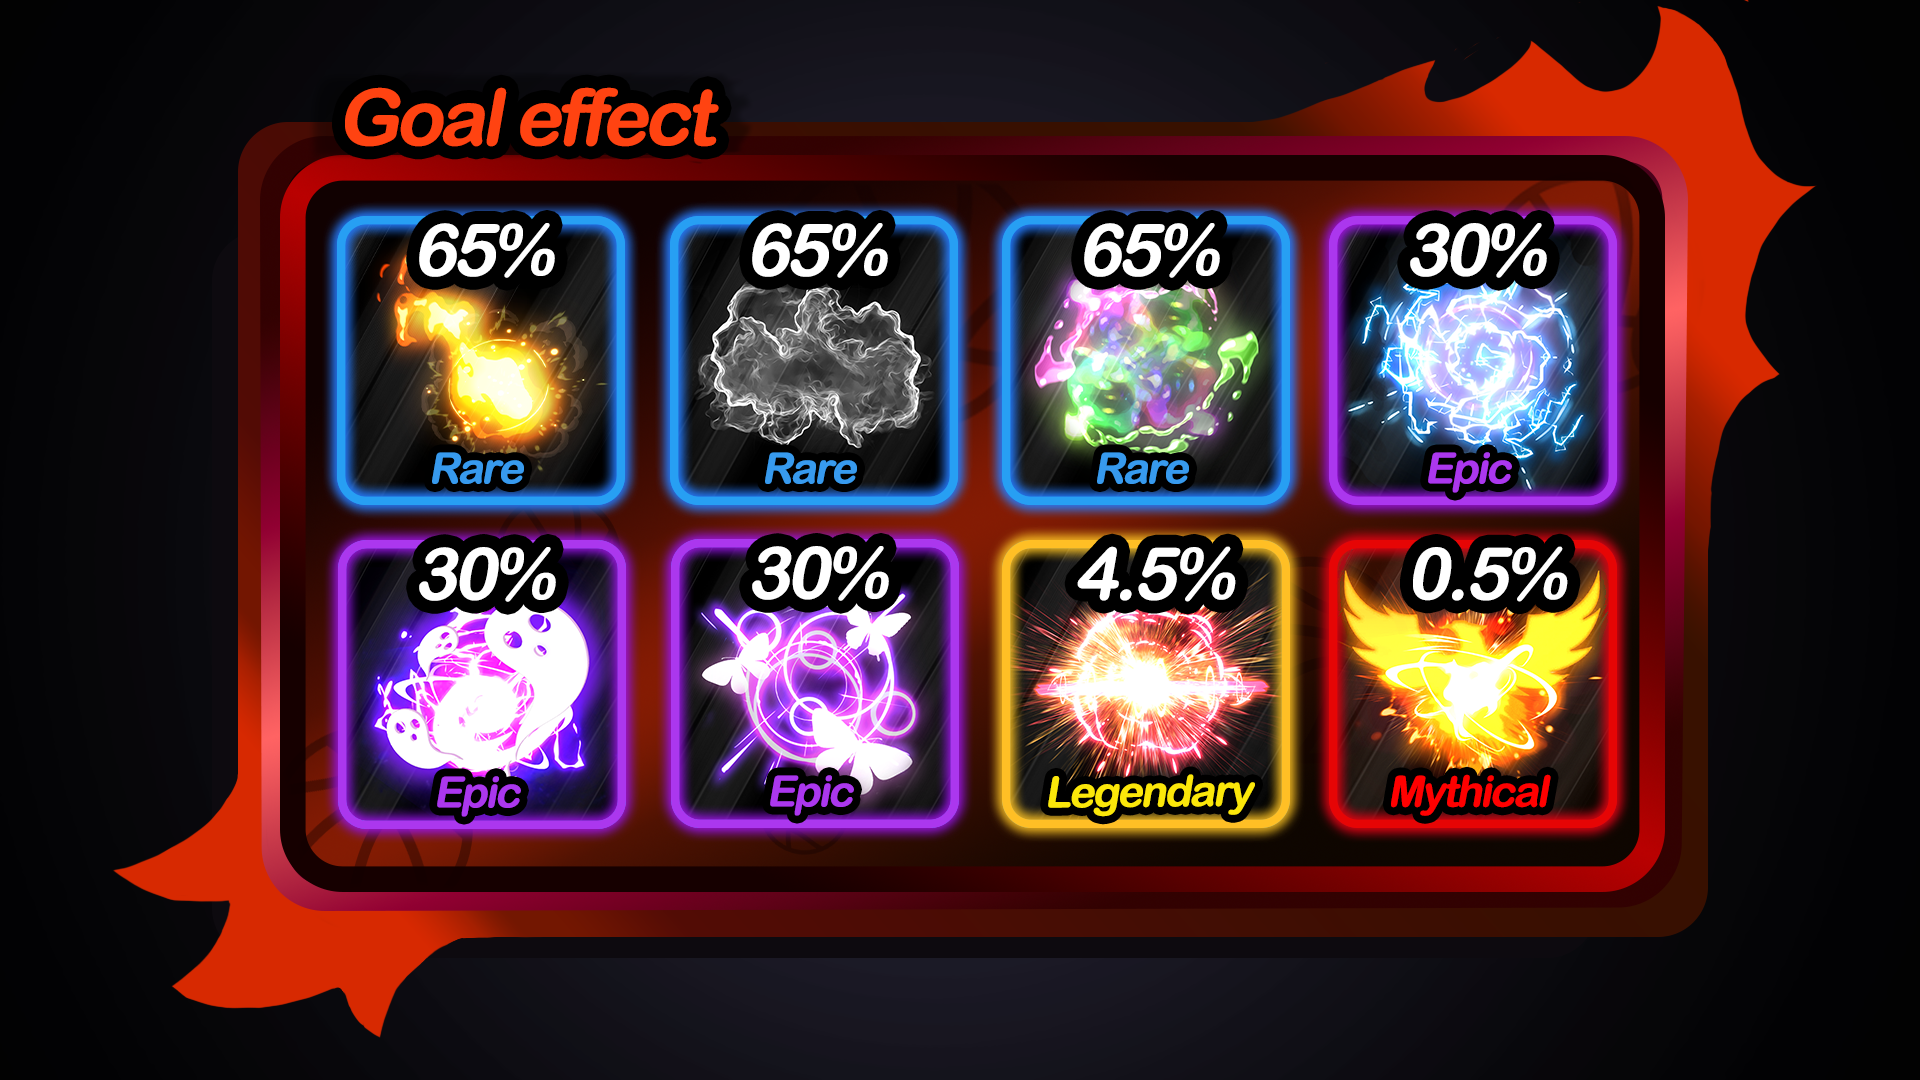 Goal effect
65%
Rare
65%
Rare
65%
Rare
30%
Epic
30%
Epic
30%
Epic
4.5%
Legendary
0.5%
Mythical